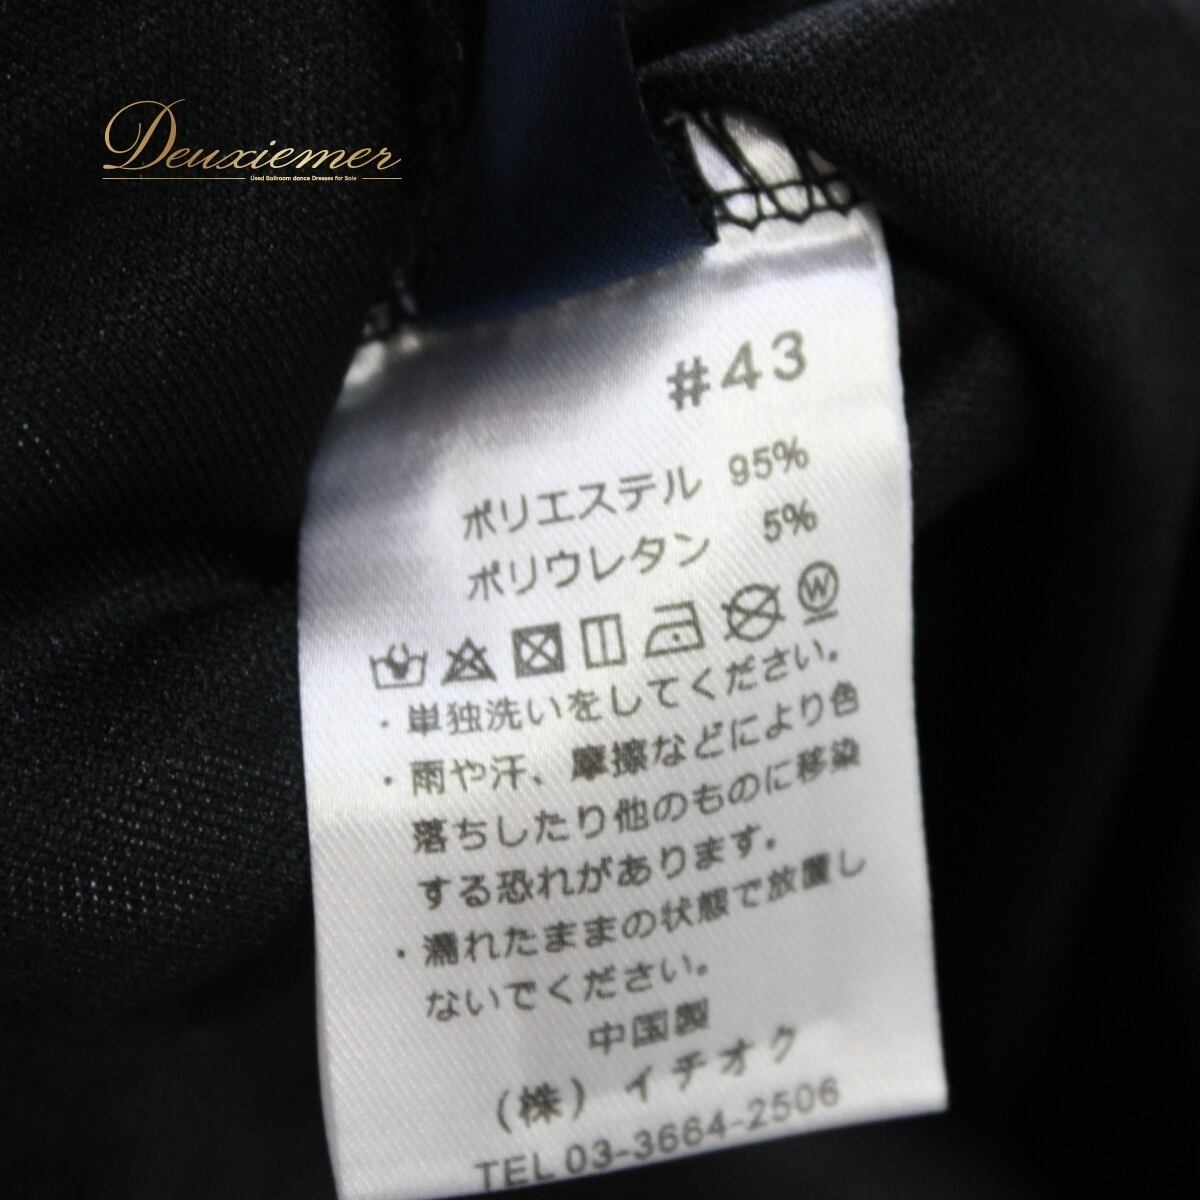 Deuxiemer
Used Ballroom dance Dresses for Sale
#43
ポリエステル 95%
ポリウレタン 5%
W
・単独洗いをしてください。
・雨や汗、摩擦などにより色
落ちしたり他のものに移染
する恐れがあります。
・濡れたままの状態で放置し
ないでください。
中国製
(株) イチオク
TEL 03-3664-2506